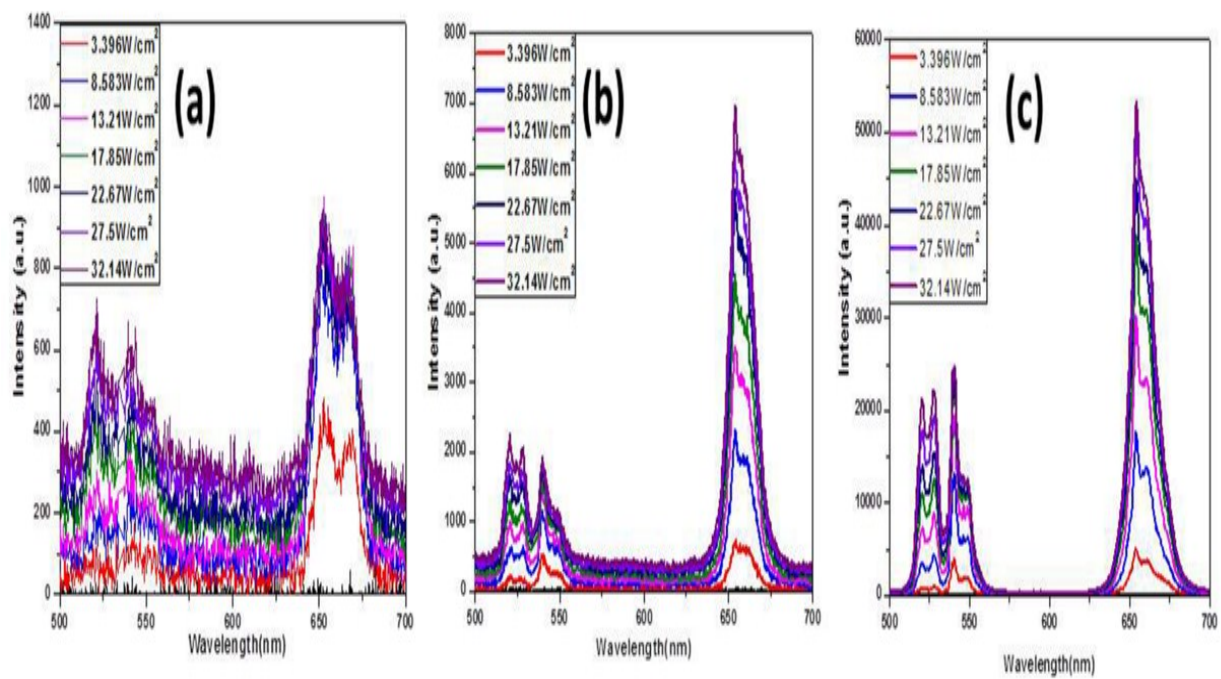 1400
1200
1000
800
600
400
200
0
500
550
600
650
700
Intensity (a.u.)
Wavelength(nm)
3.396W/cm²
8.583W/cm²
13.21W/cm²
17.85W/cm²
22.67W/cm²
27.5W/cm²
32.14W/cm²
(a)
8000
7000
6000
5000
4000
3000
2000
1000
0
500
550
600
650
700
Intensity (a.u.)
Wavelength(nm)
3.396W/cm²
8.583W/cm²
13.21W/cm²
17.85W/cm²
22.67W/cm²
27.5W/cm²
32.14W/cm²
(b)
60000
50000
40000
30000
20000
10000
0
500
550
600
650
700
Intensity (a.u.)
Wavelength(nm)
3.396W/cm²
8.583W/cm²
13.21W/cm²
17.85W/cm²
22.67W/cm²
27.5W/cm²
32.14W/cm²
(c)